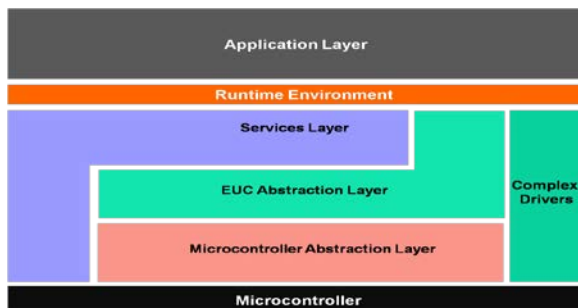 Application Layer
Runtime Environment
Services Layer
EUC Abstraction Layer
Complex
Drivers
Microcontroller Abstraction Layer
Microcontroller